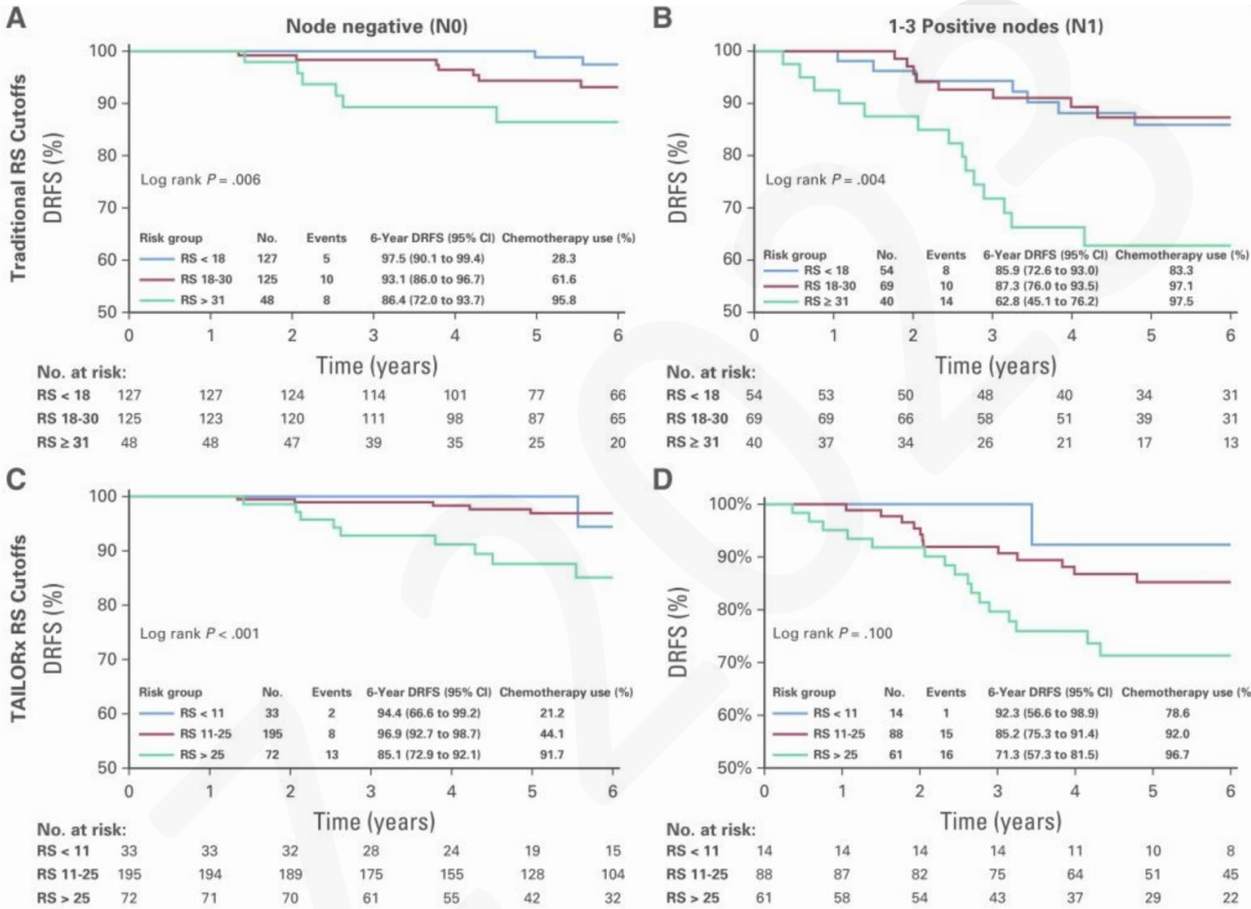 A
Node negative (N0)
Traditional RS Cutoffs
DRFS (%)
100
90
80
70
60
50
Log rank P = .006
Risk group No. Events 6-Year DRFS (95% CI) Chemotherapy use (%)
RS < 18 127 5 97.5 (90.1 to 99.4) 28.3
RS 18-30 125 10 93.1 (86.0 to 96.7) 61.6
RS > 31 48 8 86.4 (72.0 to 93.7) 95.8
0 1 2 3 4 5 6
Time (years)
No. at risk:
RS < 18 127 127 124 114 101 77 66
RS 18-30 125 123 120 111 98 87 65
RS ≥ 31 48 48 47 39 35 25 20
B
1-3 Positive nodes (N1)
DRFS (%)
100
90
80
70
60
50
Log rank P = .004
Risk group No. Events 6-Year DRFS (95% CI) Chemotherapy use (%)
RS < 18 54 8 85.9 (72.6 to 93.0) 83.3
RS 18-30 69 10 87.3 (76.0 to 93.5) 97.1
RS ≥ 31 40 14 62.8 (45.1 to 76.2) 97.5
0 1 2 3 4 5 6
Time (years)
No. at risk:
RS < 18 54 53 50 48 40 34 31
RS 18-30 69 69 66 58 51 39 31
RS ≥ 31 40 37 34 26 21 17 13
C
TAILORx RS Cutoffs
DRFS (%)
100
90
80
70
60
50
Log rank P < .001
Risk group No. Events 6-Year DRFS (95% CI) Chemotherapy use (%)
RS < 11 33 2 94.4 (66.6 to 99.2) 21.2
RS 11-25 195 8 96.9 (92.7 to 98.7) 44.1
RS > 25 72 13 85.1 (72.9 to 92.1) 91.7
0 1 2 3 4 5 6
Time (years)
No. at risk:
RS < 11 33 33 32 28 24 19 15
RS 11-25 195 194 189 175 155 128 104
RS > 25 72 71 70 61 55 42 32
D
DRFS (%)
100%
90%
80%
70%
60%
50%
Log rank P = .100
Risk group No. Events 6-Year DRFS (95% CI) Chemotherapy use (%
RS < 11 14 1 92.3 (56.6 to 98.9) 78.6
RS 11-25 88 15 85.2 (75.3 to 91.4) 92.0
RS > 25 61 16 71.3 (57.3 to 81.5) 96.7
0 1 2 3 4 5 6
Time (years)
No. at risk:
RS < 11 14 14 14 14 11 10 8
RS 11-25 88 87 82 75 64 51 45
RS > 25 61 58 54 43 37 29 22